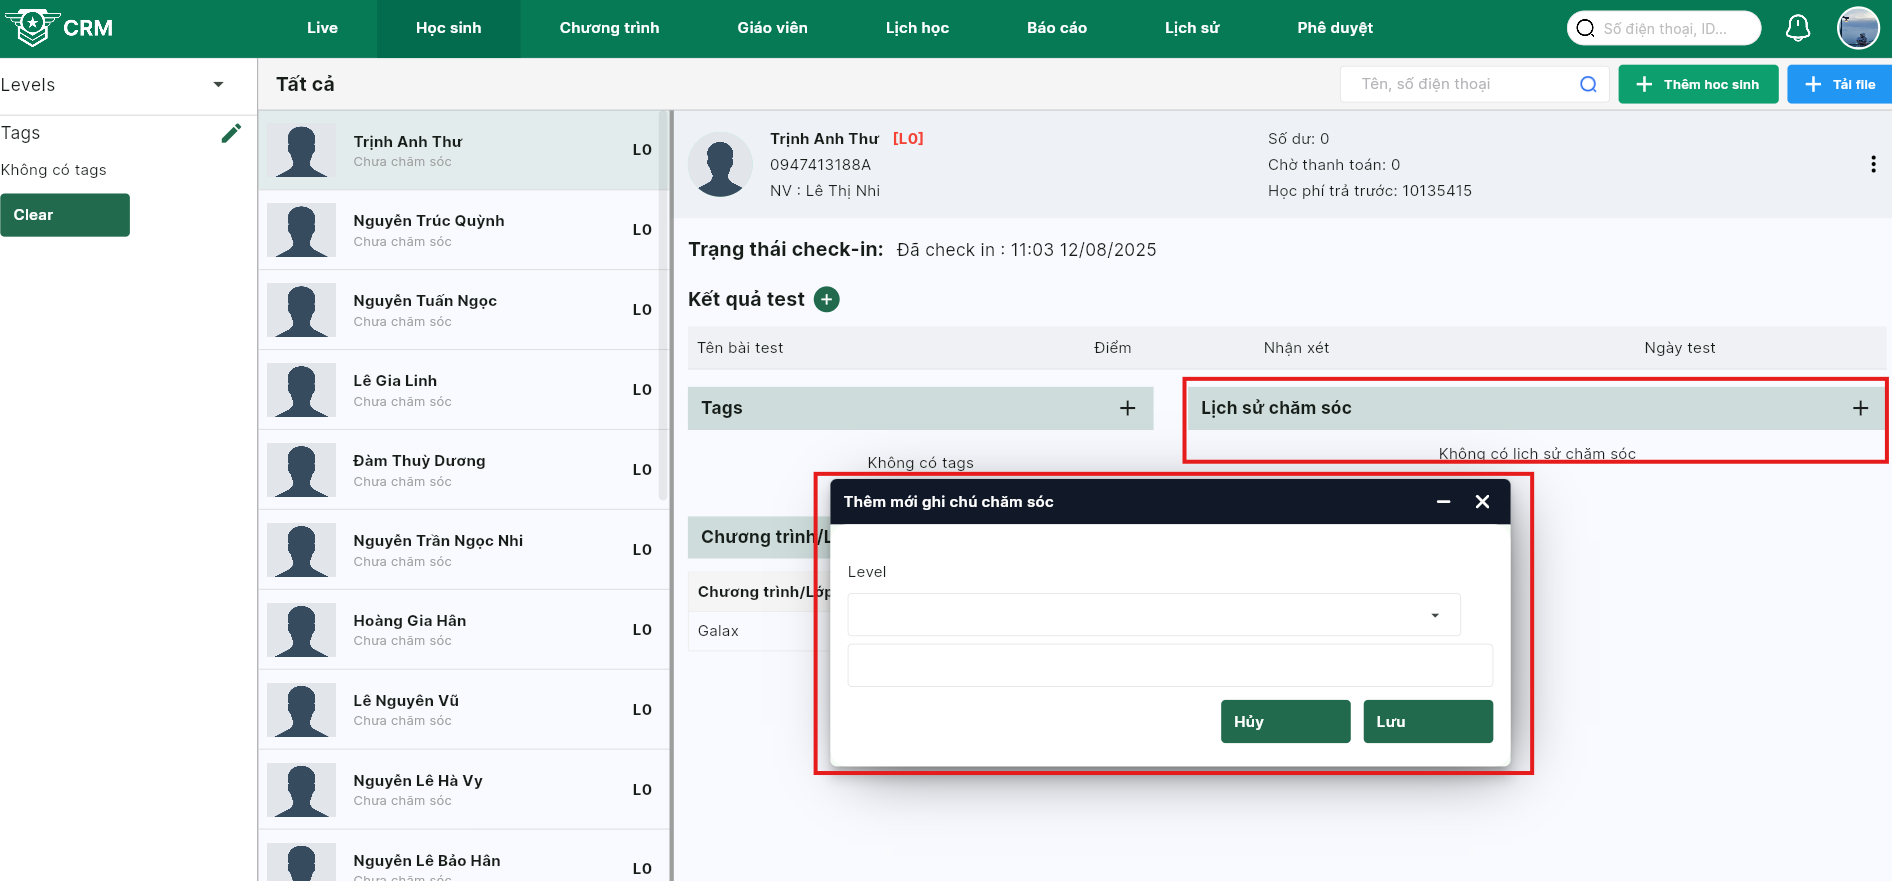 CRM
Live
Học sinh
Chương trình
Giáo viên
Lịch học
Báo cáo
Lịch sử
Phê duyệt
Số điện thoại, ID...
Levels
Tags
Không có tags
Clear
Tất cả
Tên, số điện thoại
Thêm học sinh
Tải file
Trịnh Anh Thư
Chưa chăm sóc
L0
Nguyễn Trúc Quỳnh
Chưa chăm sóc
L0
Nguyễn Tuấn Ngọc
Chưa chăm sóc
L0
Lê Gia Linh
Chưa chăm sóc
L0
Đàm Thuỳ Dương
Chưa chăm sóc
L0
Nguyễn Trần Ngọc Nhi
Chưa chăm sóc
L0
Hoàng Gia Hân
Chưa chăm sóc
L0
Lê Nguyên Vũ
Chưa chăm sóc
L0
Nguyễn Lê Hà Vy
Chưa chăm sóc
L0
Nguyễn Lê Bảo Hân
Chưa chăm sóc
L0
Trịnh Anh Thư [L0]
0947413188A
NV : Lê Thị Nhi
Số dư: 0
Chờ thanh toán: 0
Học phí trả trước: 10135415
Trạng thái check-in: Đã check in : 11:03 12/08/2025
Kết quả test
Tên bài test
Điểm
Nhận xét
Ngày test
Tags
Không có tags
Lịch sử chăm sóc
Không có lịch sử chăm sóc
Chương trình/L
Chương trình/Lớp
Galax
Thêm mới ghi chú chăm sóc
Level
Hủy
Lưu